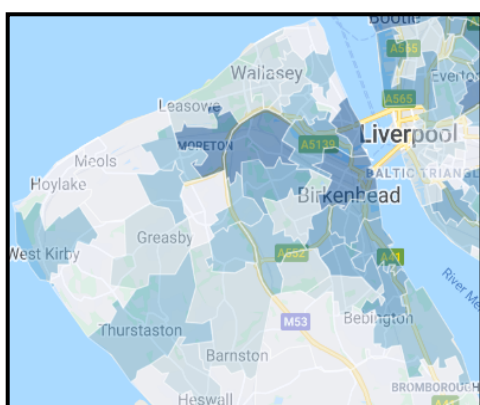 Bootle
A565
Wallasey
Everto
Leasowe
A565
MORETON
A5139
Liverpool
Meols
BALTIC TRIANGL
Hoylake
Birkenhead
Greasby
West Kirby
A552
A41
River Me
M53
Thurstaston
Bebington
Barnston
BROMBOROUGH
Heswall